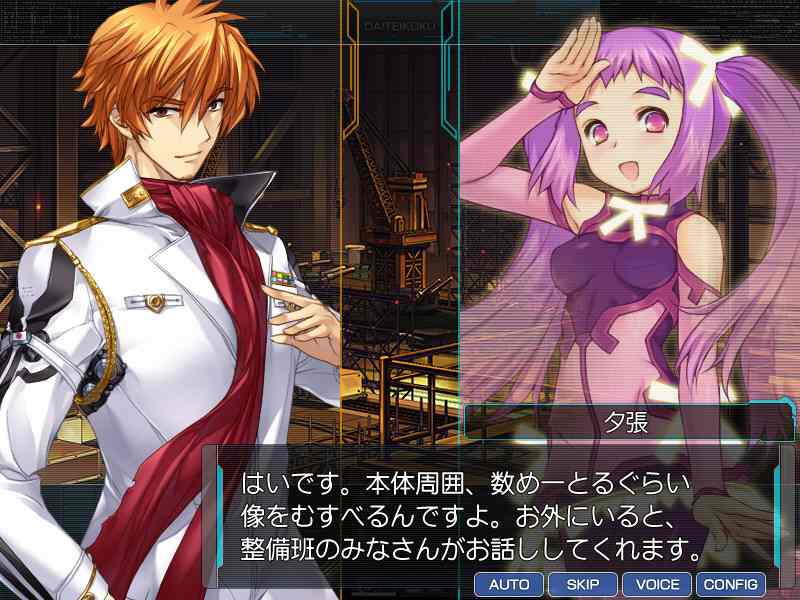 DAITEIKOKU
夕張
はいです。本体周囲、数めーとるぐらい
像をむすべるんですよ。お外にいると、
整備班のみなさんがお話ししてくれます。
AUTO SKIP VOICE CONFIG